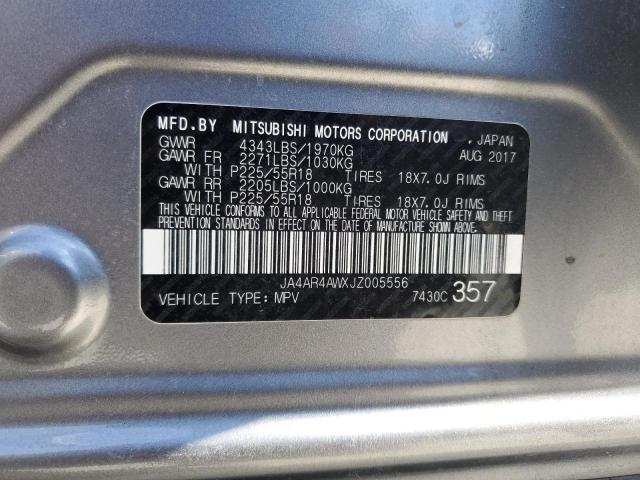 MFD.BY MITSUBISHI MOTORS CORPORATION , JAPAN
GVWR 4343LBS/1970KG AUG 2017
GAWR FR 2271LBS/1030KG
WITH P225/55R18 TIRES 18X7.0J RIMS
GAWR RR 2205LBS/1000KG
WITH P225/55R18 TIRES 18X7.0J RIMS
THIS VEHICLE CONFORMS TO ALL APPLICABLE FEDERAL MOTOR VEHICLE SAFETY AND THEFT
PREVENTION STANDARDS IN EFFECT ON THE DATE OF MANUFACTURE SHOWN ABOVE.
JA4AR4AWXJZ005556
VEHICLE TYPE:MPV 7430C 357